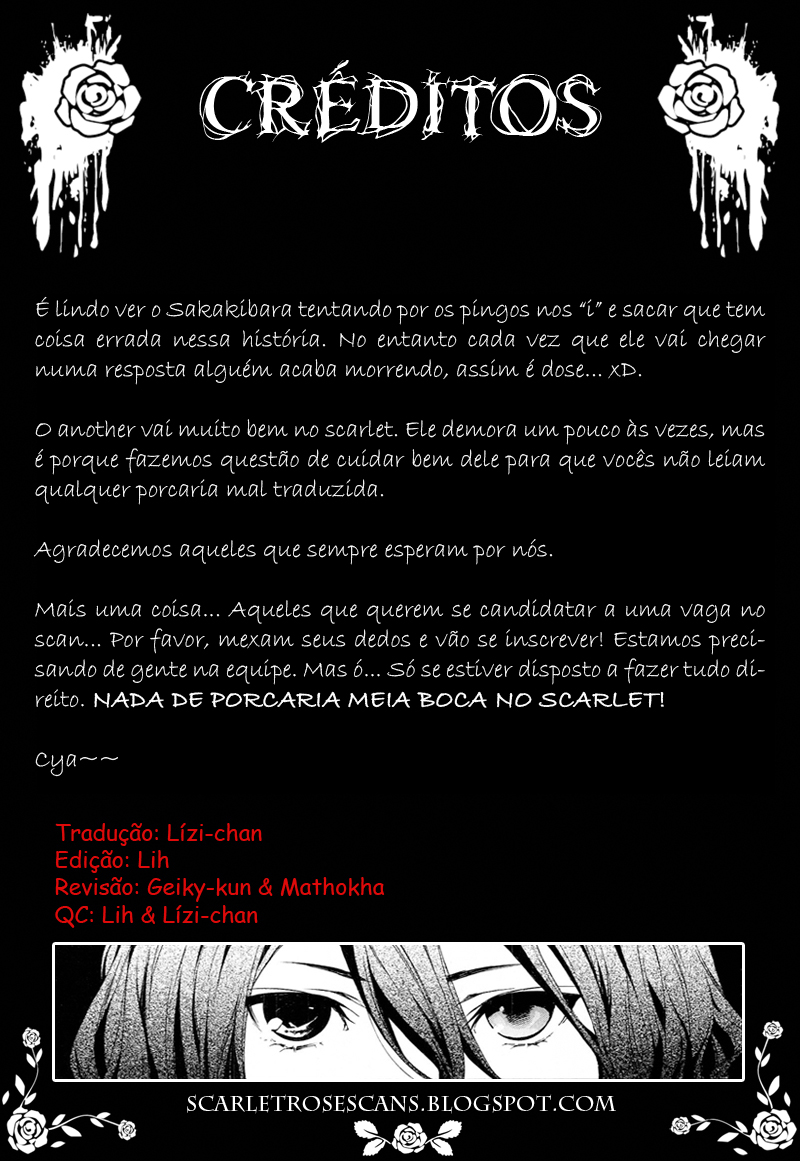 CRÉDITOS
É lindo ver o Sakakibara tentando por os pingos nos “i” e sacar que tem
coisa errada nessa história. No entanto cada vez que ele vai chegar
numa resposta alguém acaba morrendo, assim é dose... xD.
O another vai muito bem no scarlet. Ele demora um pouco às vezes, mas
é porque fazemos questão de cuidar bem dele para que vocês não leiam
qualquer porcaria mal traduzida.
Agradecemos aqueles que sempre esperam por nós.
Mais uma coisa... Aqueles que querem se candidatar a uma vaga no
scan... Por favor, mexam seus dedos e vão se inscrever! Estamos preci-
sando de gente na equipe. Mas ó... Só se estiver disposto a fazer tudo di-
reito. NADA DE PORCARIA MEIA BOCA NO SCARLET!
Cya~~
Tradução: Lízi-chan
Edição: Lih
Revisão: Geiky-kun & Mathokha
QC: Lih & Lízi-chan
SCARLETROSESCANS.BLOGSPOT.COM